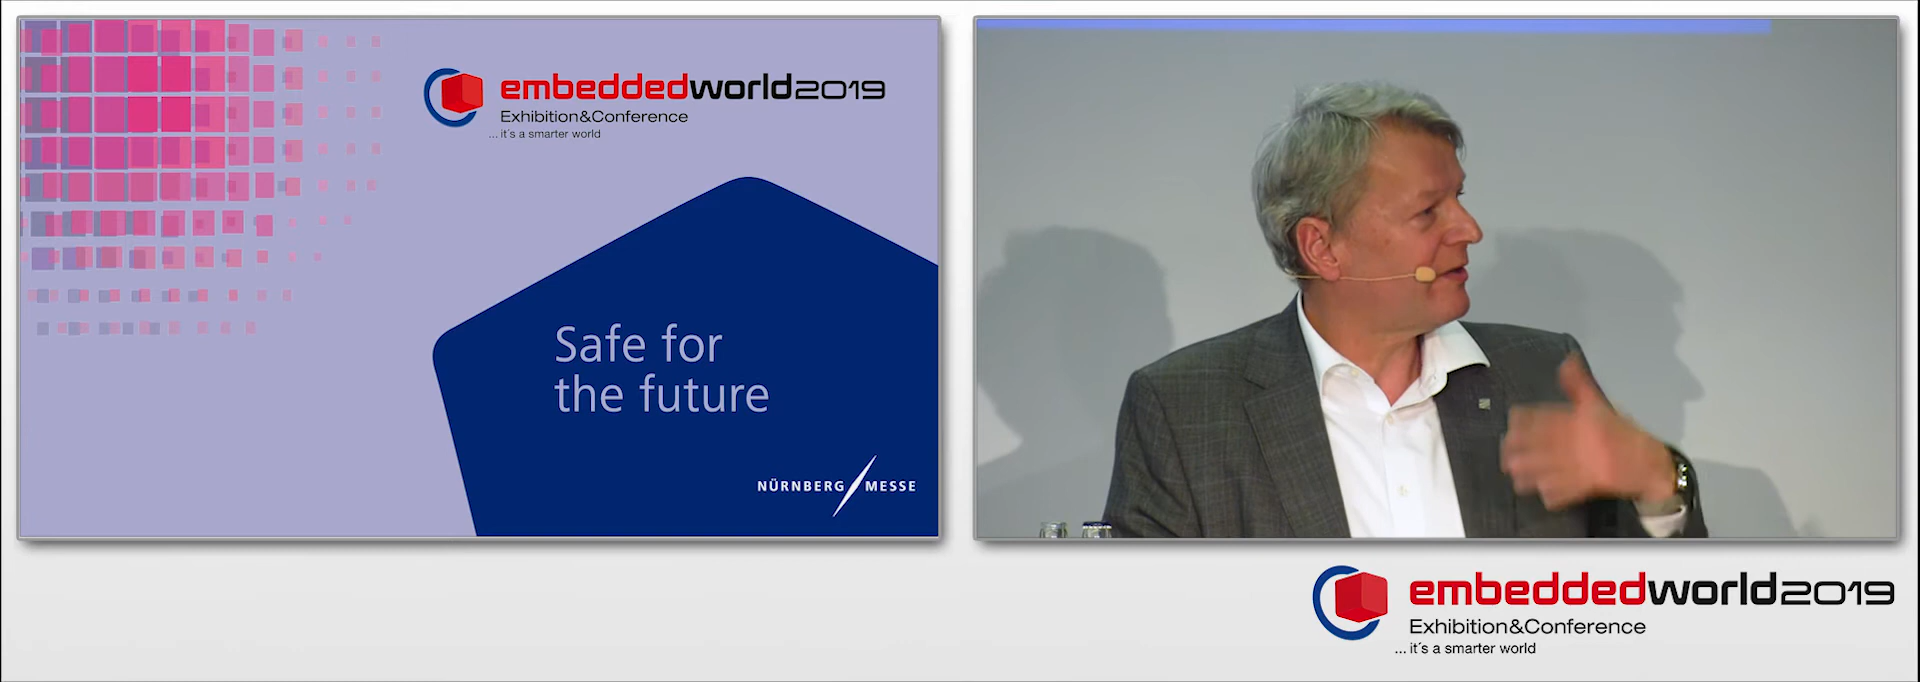 embeddedworld2019
Exhibition&Conference
... it´s a smarter world
Safe for
the future
NÜRNBERG MESSE
embeddedworld2019
Exhibition&Conference
... it´s a smarter world